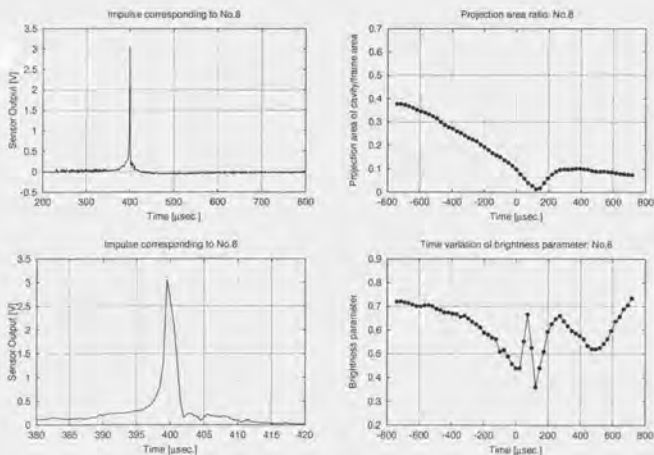 Impulse corresponding to No.8
Sensor Output [V]
3.5
3
2.5
2
1.5
1
0.5
0
-0.5
200 300 400 500 600 700 800
Time [μsec.]
Projection area ratio: No.8
Projection area of cavity/frame area
0.7
0.6
0.5
0.4
0.3
0.2
0.1
0
-800 -600 -400 -200 0 200 400 600 800
Time [μsec.]
Impulse corresponding to No.8
Sensor Output [V]
3.5
3
2.5
2
1.5
1
0.5
0
380 385 390 395 400 405 410 415 420
Time [μsec.]
Time variation of brightness parameter: No.8
Brightness parameter
0.9
0.8
0.7
0.6
0.5
0.4
0.3
0.2
-800 -600 -400 -200 0 200 400 600 800
Time [μsec.]